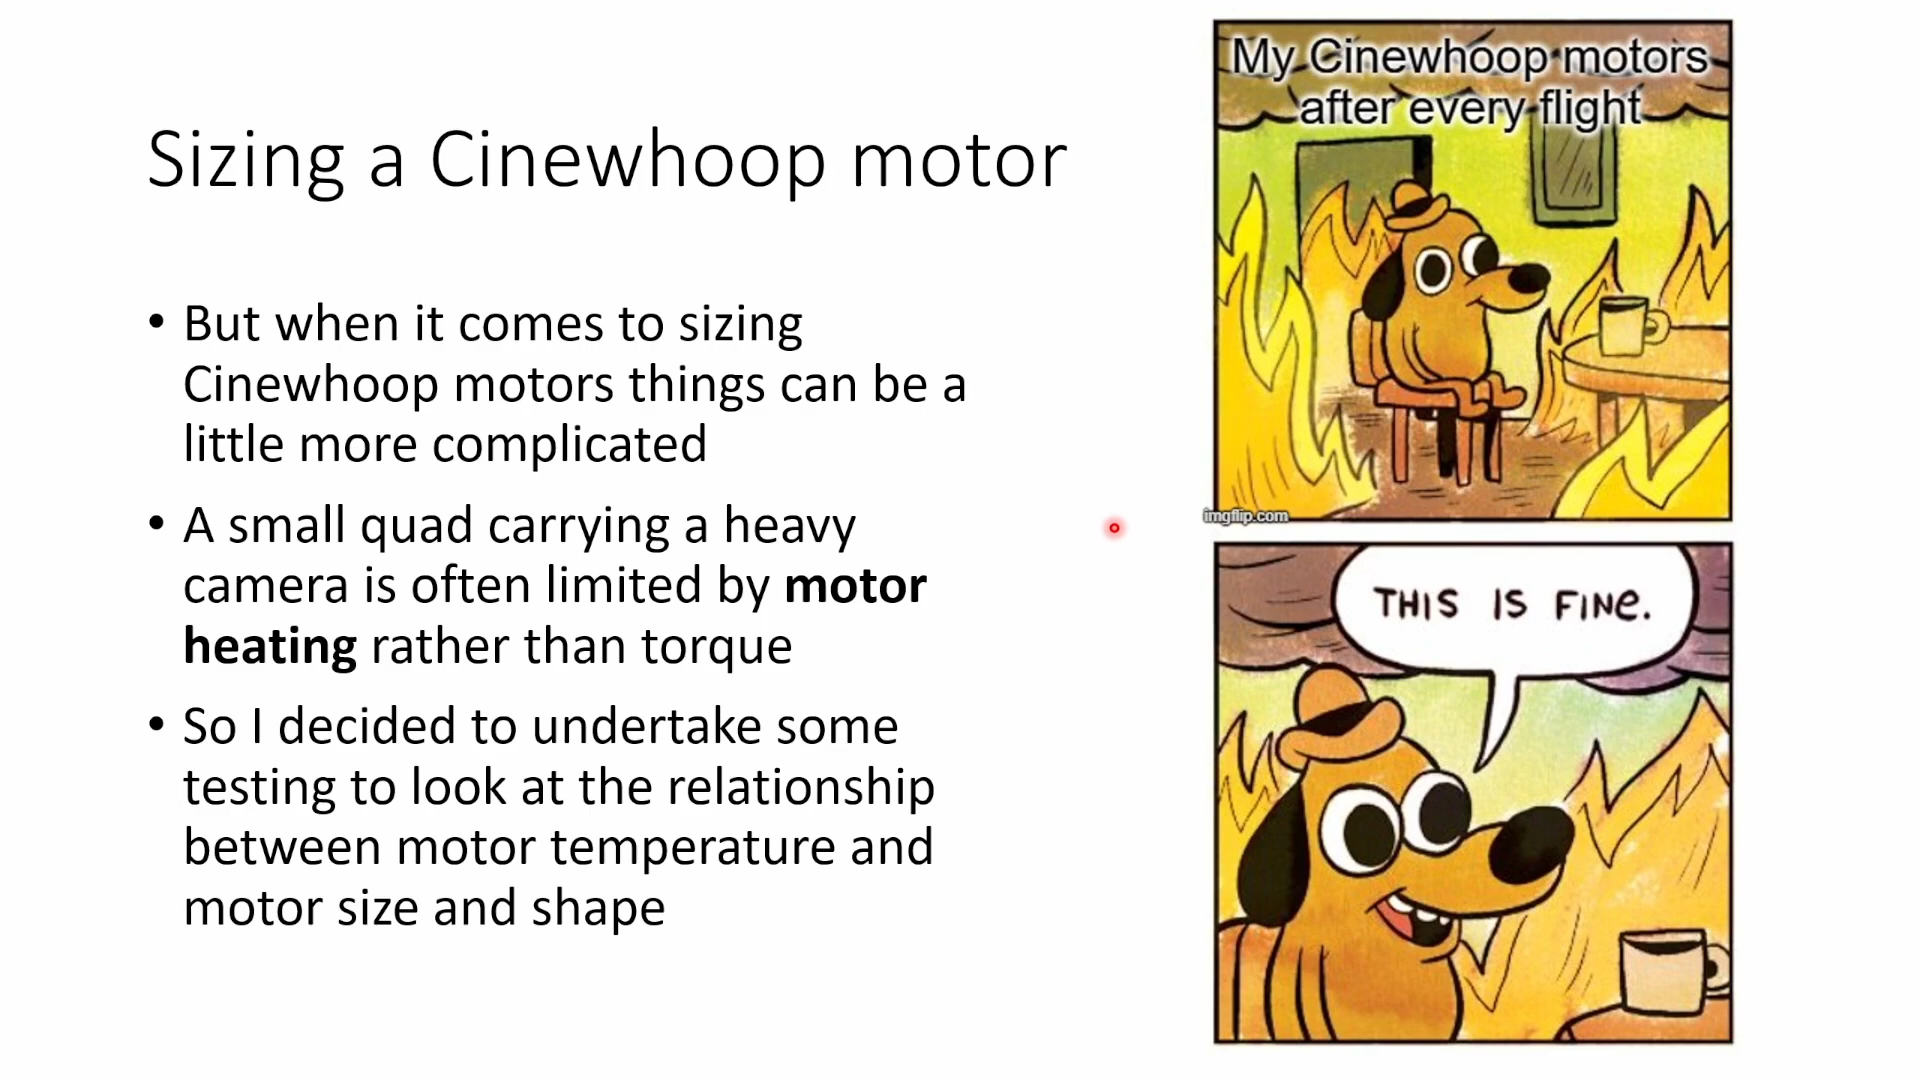 Sizing a Cinewhoop motor
• But when it comes to sizing
Cinewhoop motors things can be a
little more complicated
• A small quad carrying a heavy
camera is often limited by motor
heating rather than torque
• So I decided to undertake some
testing to look at the relationship
between motor temperature and
motor size and shape
My Cinewhoop motors
after every flight
imgflip.com
THIS IS FINE.